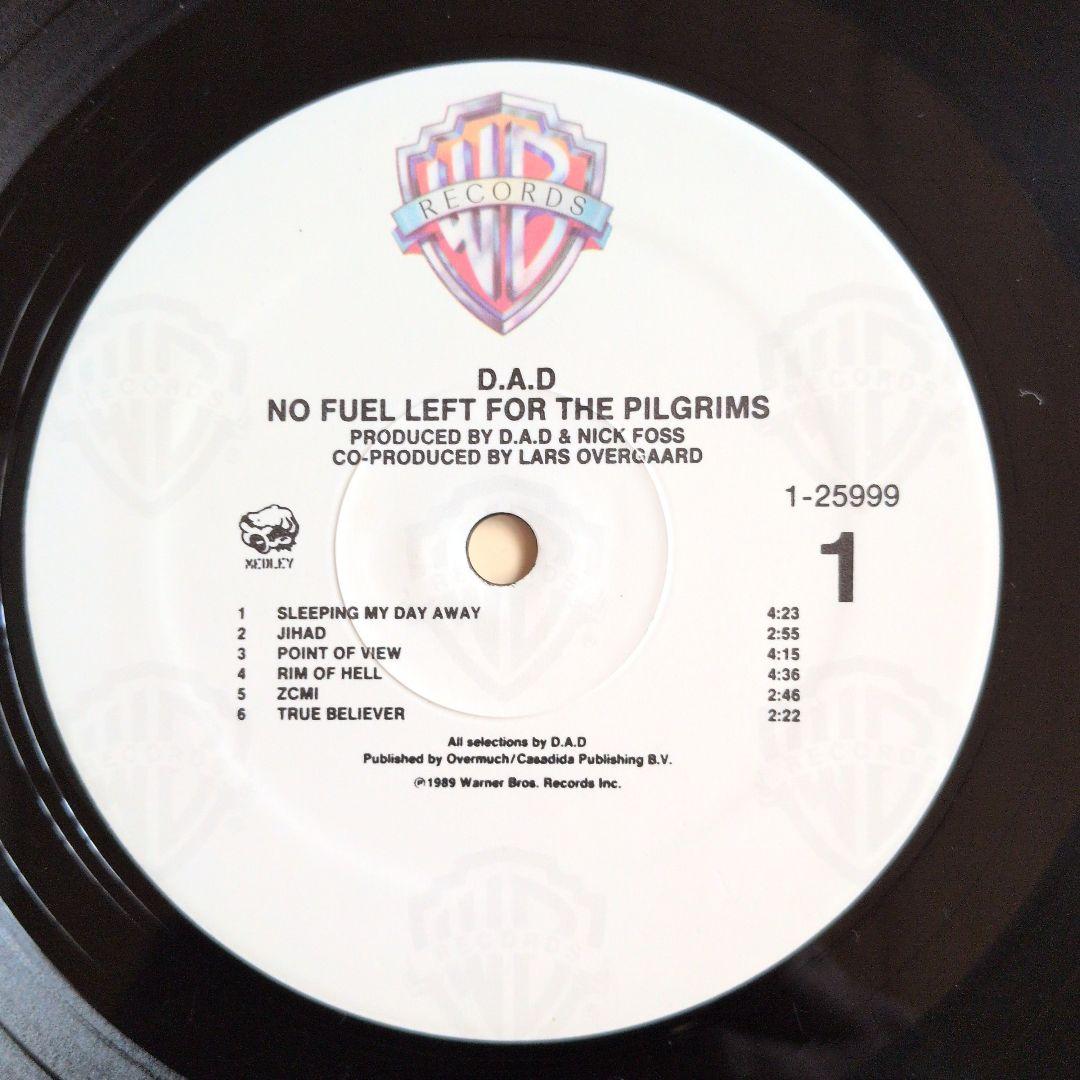 WB
RECORDS
D.A.D
NO FUEL LEFT FOR THE PILGRIMS
PRODUCED BY D.A.D & NICK FOSS
CO-PRODUCED BY LARS OVERGAARD
1-25999
1
MEDLEY
1 SLEEPING MY DAY AWAY 4:23
2 JIHAD 2:55
3 POINT OF VIEW 4:15
4 RIM OF HELL 4:36
5 ZCMI 2:46
6 TRUE BELIEVER 2:22
All selections by D.A.D
Published by Overmuch/Casadida Publishing B.V.
℗1989 Warner Bros. Records Inc.